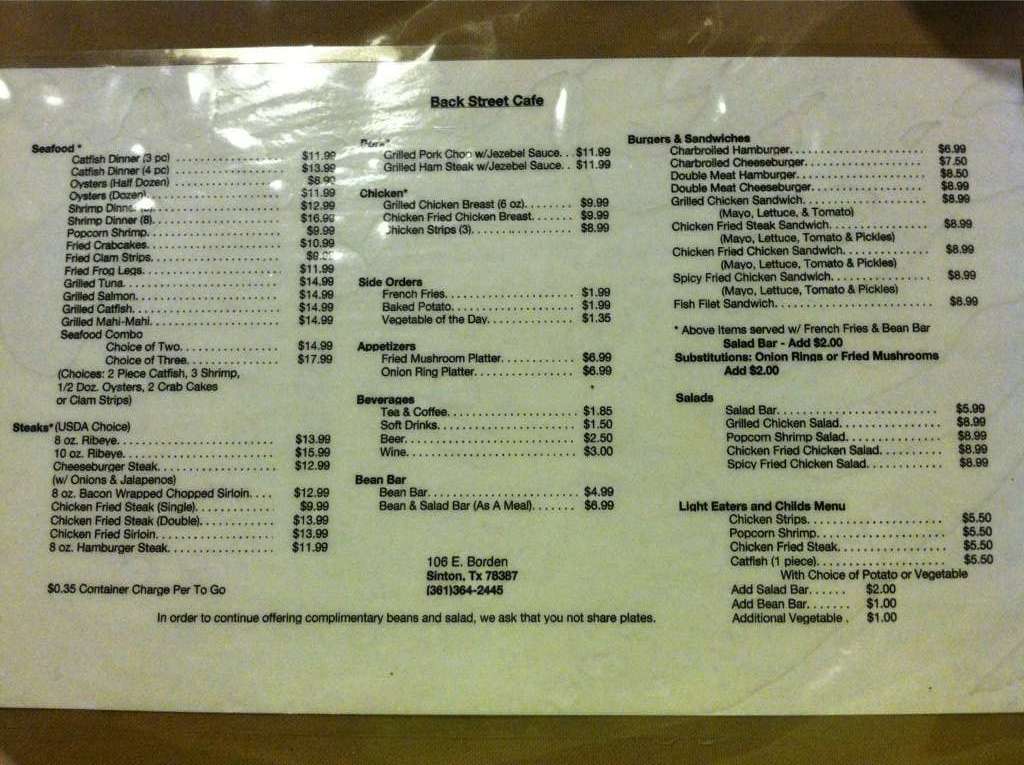 Back Street Cafe
Seafood *
Catfish Dinner (3 pc) $11.99
Catfish Dinner (4 pc) $13.99
Oysters (Half Dozen)
Oysters (Dozen) $11.99
Shrimp $12.99
Shrimp Dinner (8) $16.99
Popcorn Shrimp $9.99
Fried Crabcakes $10.99
Fried Clam Strips
Fried Frog Legs $11.99
Grilled Tuna $14.99
Grilled Salmon $14.99
Grilled Catfish $14.99
Grilled Mahi-Mahi $14.99
Seafood Combo
Choice of Two $14.99
Choice of Three $17.99
(Choices: 2 Piece Catfish, 3 Shrimp,
1/2 Doz. Oysters, 2 Crab Cakes
or Clam Strips)
Steaks* (USDA Choice)
8 oz. Ribeye $13.99
10 oz. Ribeye $15.99
Cheeseburger Steak $12.99
(w/ Onions & Jalapenos)
8 oz. Bacon Wrapped Chopped Sirloin $12.99
Chicken Fried Steak (Single) $9.99
Chicken Fried Steak (Double) $13.99
Chicken Fried Sirloin $13.99
8 oz. Hamburger Steak $11.99
$0.35 Container Charge Per To Go
Pork*
Grilled Pork Chop w/Jezebel Sauce $11.99
Grilled Ham Steak w/Jezebel Sauce $11.99
Chicken*
Grilled Chicken Breast (6 oz) $9.99
Chicken Fried Chicken Breast $9.99
Chicken Strips (3) $8.99
Side Orders
French Fries $1.99
Baked Potato $1.99
Vegetable of the Day $1.35
Appetizers
Fried Mushroom Platter $6.99
Onion Ring Platter $6.99
Beverages
Tea & Coffee $1.85
Soft Drinks $1.50
Beer $2.50
Wine $3.00
Bean Bar
Bean Bar $4.99
Bean & Salad Bar (As A Meal) $6.99
106 E. Borden
Sinton, Tx 78387
(361)364-2445
Burgers & Sandwiches
Charbroiled Hamburger $6.99
Charbroiled Cheeseburger $7.50
Double Meat Hamburger $8.50
Double Meat Cheeseburger $8.99
Grilled Chicken Sandwich $8.99
(Mayo, Lettuce, & Tomato)
Chicken Fried Steak Sandwich $8.99
(Mayo, Lettuce, Tomato & Pickles)
Chicken Fried Chicken Sandwich $8.99
(Mayo, Lettuce, Tomato & Pickles)
Spicy Fried Chicken Sandwich $8.99
(Mayo, Lettuce, Tomato & Pickles)
Fish Filet Sandwich $8.99
* Above Items served w/ French Fries & Bean Bar
Salad Bar - Add $2.00
Substitutions: Onion Rings or Fried Mushrooms
Add $2.00
Salads
Salad Bar $5.99
Grilled Chicken Salad $8.99
Popcorn Shrimp Salad $8.99
Chicken Fried Chicken Salad $8.99
Spicy Fried Chicken Salad $8.99
Light Eaters and Childs Menu
Chicken Strips $5.50
Popcorn Shrimp $5.50
Chicken Fried Steak $5.50
Catfish (1 piece) $5.50
With Choice of Potato or Vegetable
Add Salad Bar $2.00
Add Bean Bar $1.00
Additional Vegetable $1.00
In order to continue offering complimentary beans and salad, we ask that you not share plates.